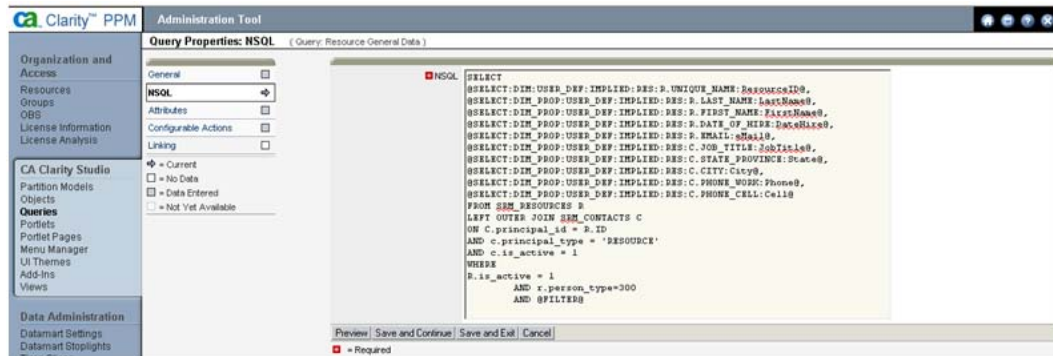 ca Clarity™ PPM
Administration Tool
Query Properties: NSQL ( Query: Resource General Data )
Organization and
Access
Resources
Groups
OBS
License Information
License Analysis
CA Clarity Studio
Partition Models
Objects
Queries
Portlets
Portlet Pages
Menu Manager
UI Themes
Add-Ins
Views
Data Administration
Datamart Settings
Datamart Stoplights
General
NSQL
Attributes
Configurable Actions
Linking
= Current
= No Data
= Data Entered
= Not Yet Available
NSQL
SELECT
@SELECT:DIM:USER_DEF:IMPLIED:RES:R.UNIQUE_NAME:ResourceID@,
@SELECT:DIM_PROP:USER_DEF:IMPLIED:RES:R.LAST_NAME:LastName@,
@SELECT:DIM_PROP:USER_DEF:IMPLIED:RES:R.FIRST_NAME:FirstName@,
@SELECT:DIM_PROP:USER_DEF:IMPLIED:RES:R.DATE_OF_HIRE:DateHire@,
@SELECT:DIM_PROP:USER_DEF:IMPLIED:RES:R.EMAIL:eMail@,
@SELECT:DIM_PROP:USER_DEF:IMPLIED:RES:C.JOB_TITLE:JobTitle@,
@SELECT:DIM_PROP:USER_DEF:IMPLIED:RES:C.STATE_PROVINCE:State@,
@SELECT:DIM_PROP:USER_DEF:IMPLIED:RES:C.CITY:City@,
@SELECT:DIM_PROP:USER_DEF:IMPLIED:RES:C.PHONE_WORK:Phone@,
@SELECT:DIM_PROP:USER_DEF:IMPLIED:RES:C.PHONE_CELL:Cell@
FROM SRM_RESOURCES R
LEFT OUTER JOIN SRM_CONTACTS C
ON C.principal_id = R.ID
AND c.principal_type = 'RESOURCE'
AND c.is_active = 1
WHERE
R.is_active = 1
AND r.person_type=300
AND @FILTER@
Preview Save and Continue Save and Exit Cancel
= Required